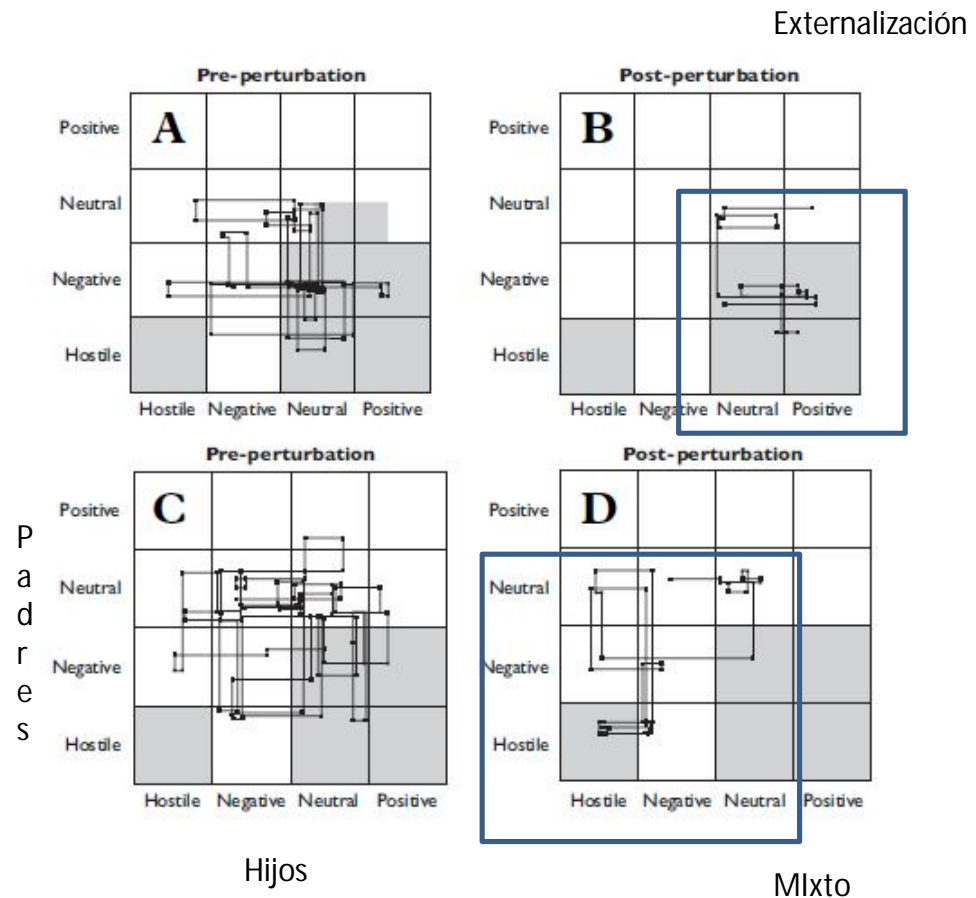 Externalización
Pre-perturbation
Post-perturbation
A
B
Positive
Neutral
Negative
Hostile
Positive
Neutral
Negative
Hostile
Hostile Negative Neutral Positive
Hostile Negative Neutral Positive
Pre-perturbation
Post-perturbation
C
D
Positive
Neutral
Negative
Hostile
Positive
Neutral
Negative
Hostile
Hostile Negative Neutral Positive
Hostile Negative Neutral Positive
P
a
d
r
e
s
Hijos
MIxto